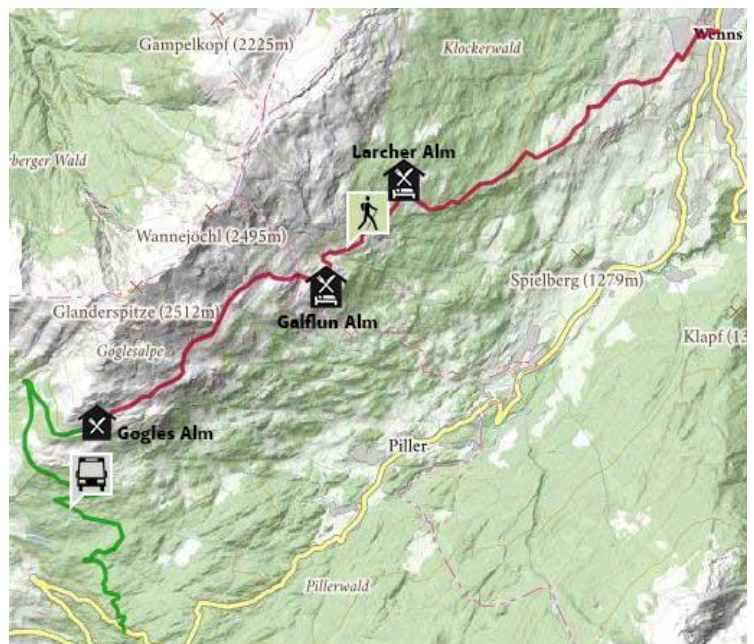 Gampelkopf (2225m)
Klockerwald
Wenns
rberger Wald
Larcher Alm
Wannejöchl (2495m)
Spielberg (1279m)
Glanderspitze (2512m)
Galflun Alm
Klapf (13
Goglesalpe
Gogles Alm
Piller
Pillerwald